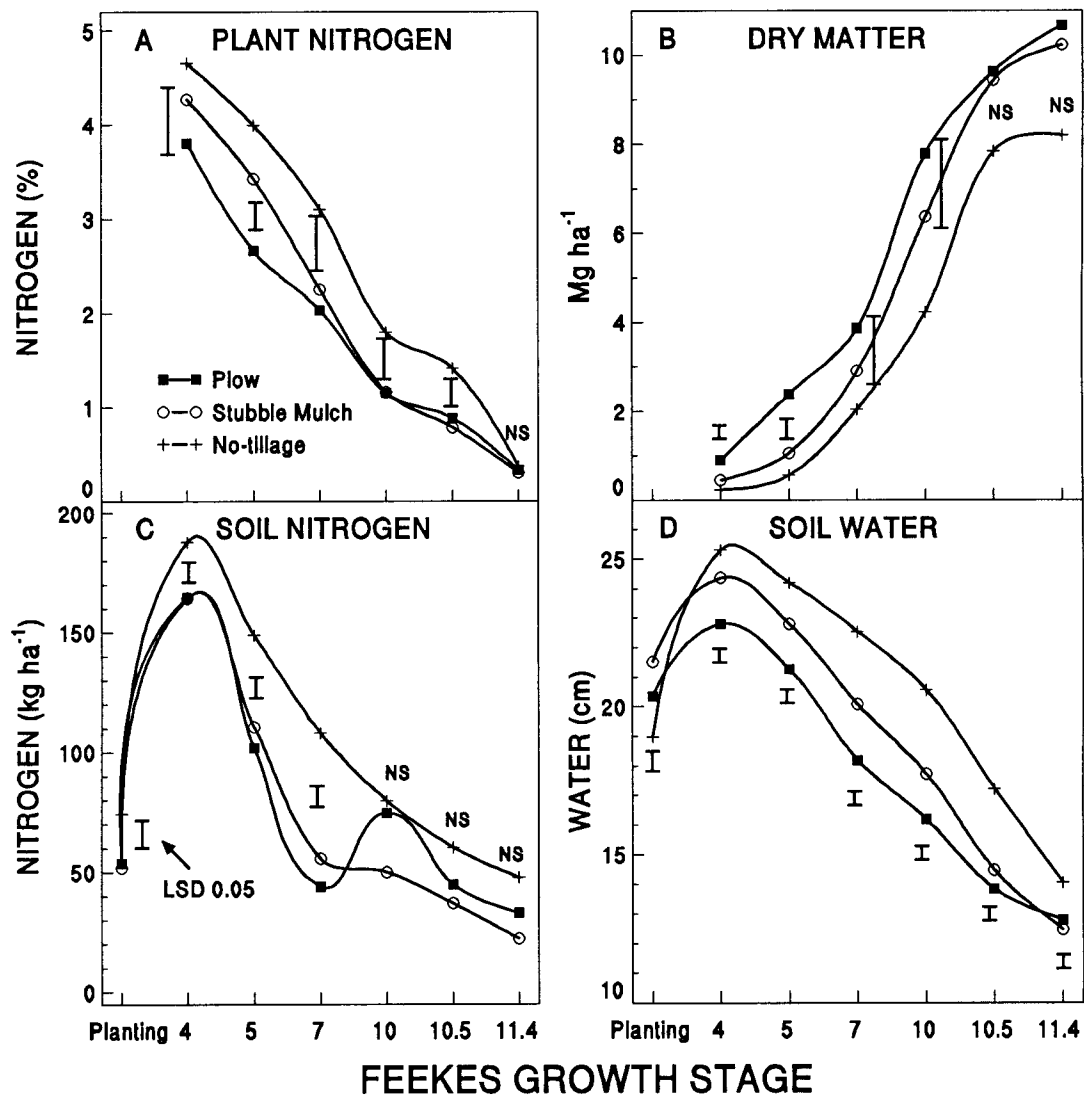 A PLANT NITROGEN
NITROGEN (%)
5
4
3
2
1
0
Plow
Stubble Mulch
No-tillage
NS
B DRY MATTER
Mg ha⁻¹
10
8
6
4
2
0
NS
NS
C SOIL NITROGEN
NITROGEN (kg ha⁻¹)
200
150
100
50
0
LSD 0.05
NS
NS
NS
Planting 4 5 7 10 10.5 11.4
D SOIL WATER
WATER (cm)
25
20
15
10
Planting 4 5 7 10 10.5 11.4
FEEKES GROWTH STAGE